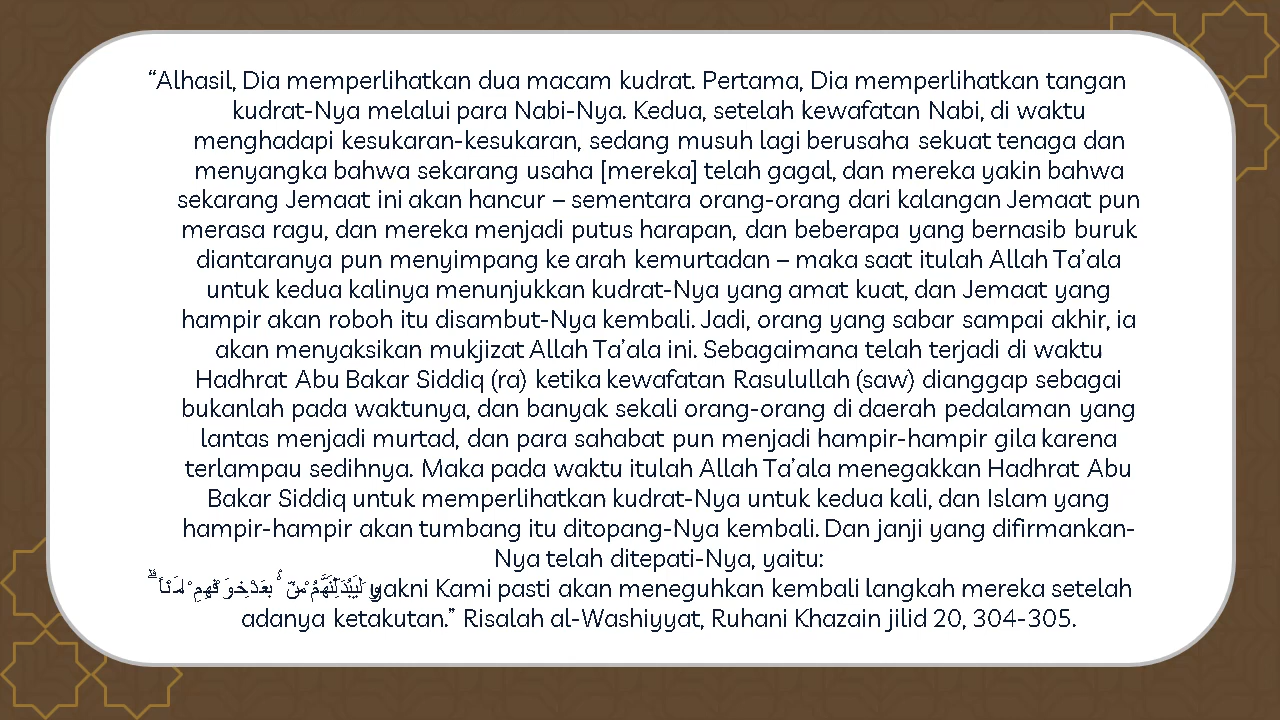 “Alhasil, Dia memperlihatkan dua macam kudrat. Pertama, Dia memperlihatkan tangan
kudrat-Nya melalui para Nabi-Nya. Kedua, setelah kewafatan Nabi, di waktu
menghadapi kesukaran-kesukaran, sedang musuh lagi berusaha sekuat tenaga dan
menyangka bahwa sekarang usaha [mereka] telah gagal, dan mereka yakin bahwa
sekarang Jemaat ini akan hancur – sementara orang-orang dari kalangan Jemaat pun
merasa ragu, dan mereka menjadi putus harapan, dan beberapa yang bernasib buruk
diantaranya pun menyimpang ke arah kemurtadan – maka saat itulah Allah Ta’ala
untuk kedua kalinya menunjukkan kudrat-Nya yang amat kuat, dan Jemaat yang
hampir akan roboh itu disambut-Nya kembali. Jadi, orang yang sabar sampai akhir, ia
akan menyaksikan mukjizat Allah Ta’ala ini. Sebagaimana telah terjadi di waktu
Hadhrat Abu Bakar Siddiq (ra) ketika kewafatan Rasulullah (saw) dianggap sebagai
bukanlah pada waktunya, dan banyak sekali orang-orang di daerah pedalaman yang
lantas menjadi murtad, dan para sahabat pun menjadi hampir-hampir gila karena
terlampau sedihnya. Maka pada waktu itulah Allah Ta’ala menegakkan Hadhrat Abu
Bakar Siddiq untuk memperlihatkan kudrat-Nya untuk kedua kali, dan Islam yang
hampir-hampir akan tumbang itu ditopang-Nya kembali. Dan janji yang difirmankan-
Nya telah ditepati-Nya, yaitu:
وَلَيُبَدِّلَنَّهُمْ مِّنْ بَعْدِ خَوْفِهِمْ اَمْنًا yakni Kami pasti akan meneguhkan kembali langkah mereka setelah
adanya ketakutan.” Risalah al-Washiyyat, Ruhani Khazain jilid 20, 304-305.